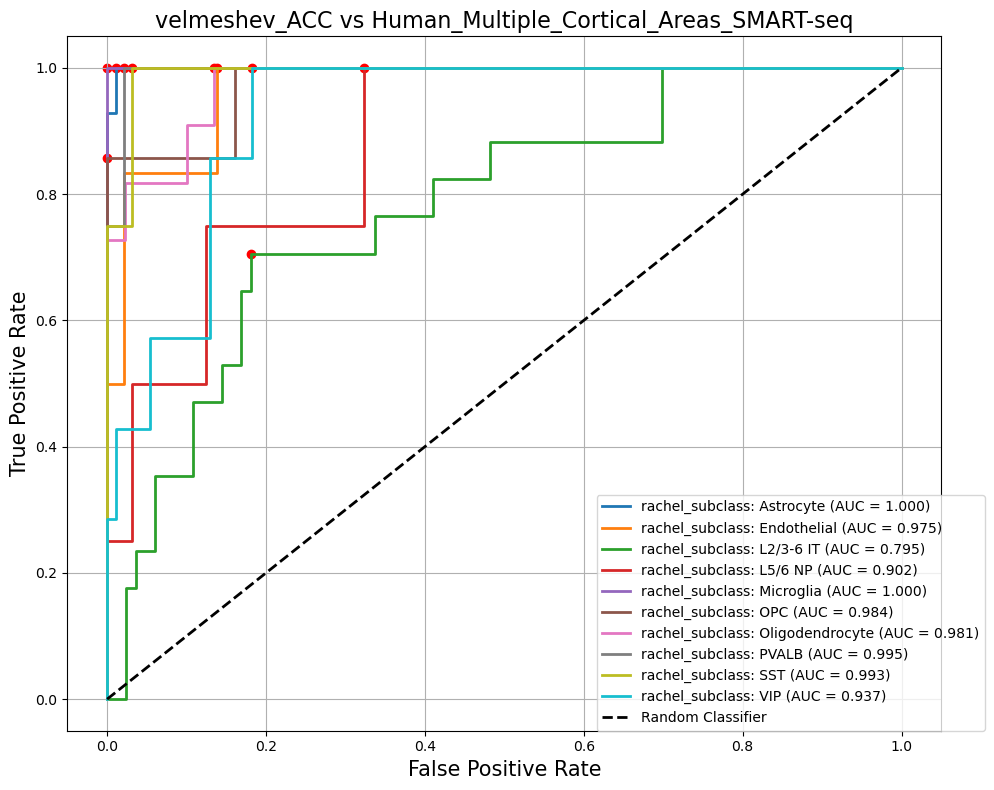 velmeshev_ACC vs Human_Multiple_Cortical_Areas_SMART-seq
True Positive Rate
1.0
0.8
0.6
0.4
0.2
0.0
rachel_subclass: Astrocyte (AUC = 1.000)
rachel_subclass: Endothelial (AUC = 0.975)
rachel_subclass: L2/3-6 IT (AUC = 0.795)
rachel_subclass: L5/6 NP (AUC = 0.902)
rachel_subclass: Microglia (AUC = 1.000)
rachel_subclass: OPC (AUC = 0.984)
rachel_subclass: Oligodendrocyte (AUC = 0.981)
rachel_subclass: PVALB (AUC = 0.995)
rachel_subclass: SST (AUC = 0.993)
rachel_subclass: VIP (AUC = 0.937)
Random Classifier
0.0 0.2 0.4 0.6 0.8 1.0
False Positive Rate